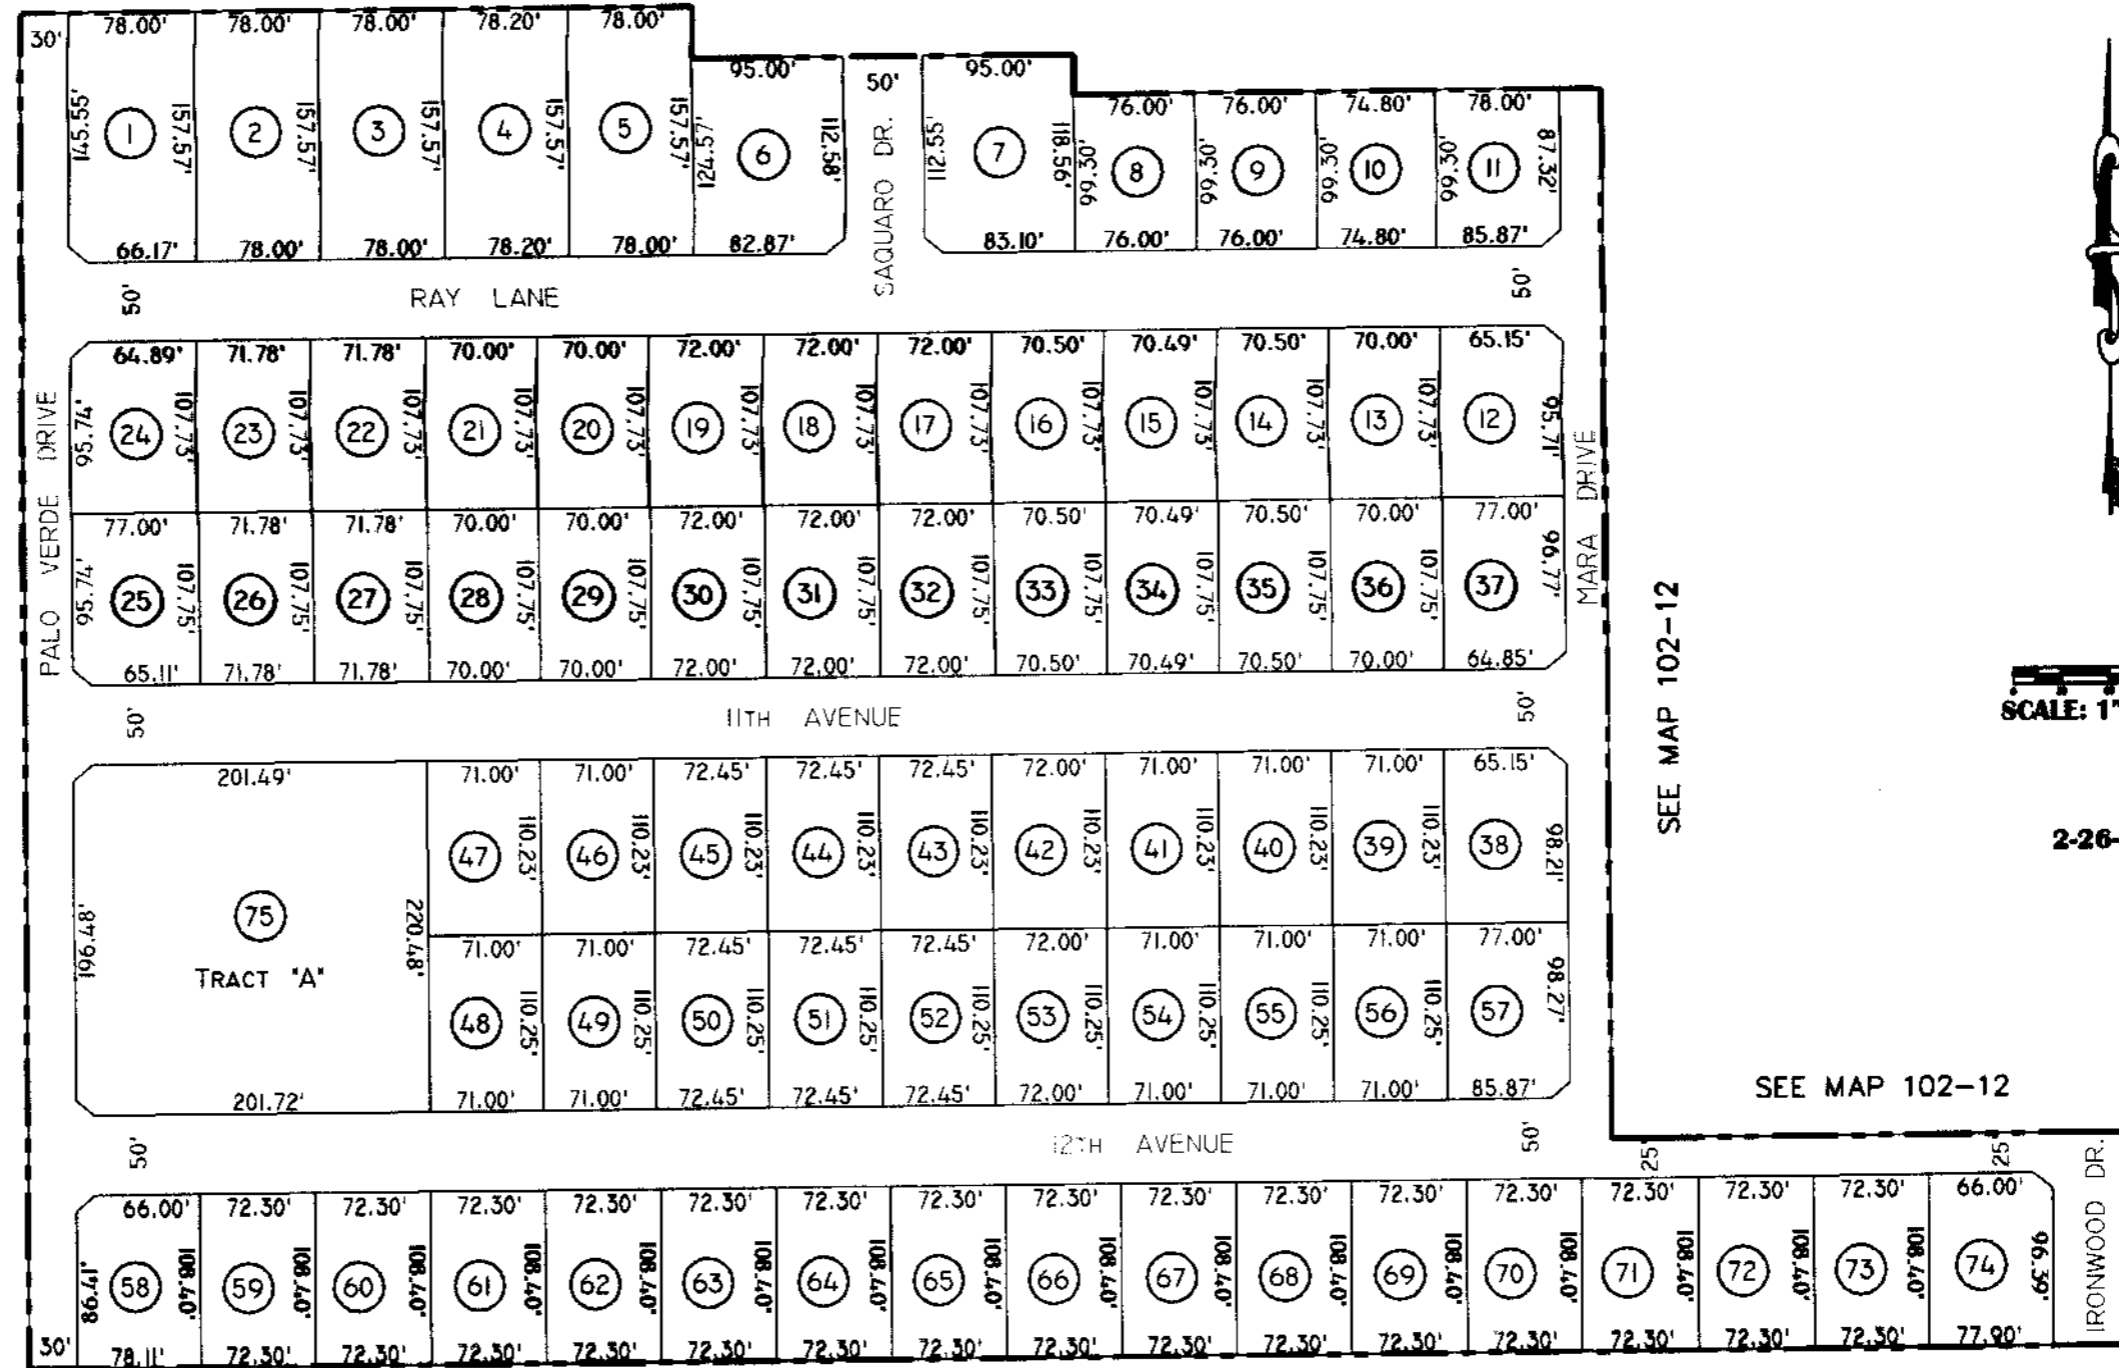 30' 78.00' 78.00' 78.00' 78.20' 78.00'
95.00' 50' 95.00'
76.00' 76.00' 74.80' 78.00'
145.55' 157.57' 157.57' 157.57' 157.57' 157.57' 124.57' 112.58' 112.55' 118.56' 99.30' 99.30' 99.30' 99.30' 87.32'
1 2 3 4 5 6 7 8 9 10 11
SAQUARO DR.
66.17' 78.00' 78.00' 78.20' 78.00' 82.87' 83.10' 76.00' 76.00' 74.80' 85.87'
50' RAY LANE 50'
64.89' 71.78' 71.78' 70.00' 70.00' 72.00' 72.00' 72.00' 70.50' 70.49' 70.50' 70.00' 65.15'
95.74' 107.73' 107.73' 107.73' 107.73' 107.73' 107.73' 107.73' 107.73' 107.73' 107.73' 107.73' 107.73' 95.71'
24 23 22 21 20 19 18 17 16 15 14 13 12
PALO VERDE DRIVE
MARA DRIVE
77.00' 71.78' 71.78' 70.00' 70.00' 72.00' 72.00' 72.00' 70.50' 70.49' 70.50' 70.00' 77.00'
95.74' 107.75' 107.75' 107.75' 107.75' 107.75' 107.75' 107.75' 107.75' 107.75' 107.75' 107.75' 107.75' 96.77'
25 26 27 28 29 30 31 32 33 34 35 36 37
65.11' 71.78' 71.78' 70.00' 70.00' 72.00' 72.00' 72.00' 70.50' 70.49' 70.50' 70.00' 64.85'
SEE MAP 102-12
SCALE: 1"
50' 11TH AVENUE 50'
201.49' 71.00' 71.00' 72.45' 72.45' 72.45' 72.00' 71.00' 71.00' 71.00' 65.15'
110.23' 110.23' 110.23' 110.23' 110.23' 110.23' 110.23' 110.23' 110.23' 98.21'
47 46 45 44 43 42 41 40 39 38
2-26-
196.48' 75 220.48'
TRACT "A"
71.00' 71.00' 72.45' 72.45' 72.45' 72.00' 71.00' 71.00' 71.00' 77.00'
110.25' 110.25' 110.25' 110.25' 110.25' 110.25' 110.25' 110.25' 110.25' 98.27'
48 49 50 51 52 53 54 55 56 57
201.72' 71.00' 71.00' 72.45' 72.45' 72.45' 72.00' 71.00' 71.00' 71.00' 85.87'
SEE MAP 102-12
50' 12TH AVENUE 50' 25' 25'
66.00' 72.30' 72.30' 72.30' 72.30' 72.30' 72.30' 72.30' 72.30' 72.30' 72.30' 72.30' 72.30' 72.30' 72.30' 72.30' 66.00'
86.41' 108.40' 108.40' 108.40' 108.40' 108.40' 108.40' 108.40' 108.40' 108.40' 108.40' 108.40' 108.40' 108.40' 108.40' 108.40' 108.40' 96.39'
58 59 60 61 62 63 64 65 66 67 68 69 70 71 72 73 74
IRONWOOD DR.
30' 78.11' 72.30' 72.30' 72.30' 72.30' 72.30' 72.30' 72.30' 72.30' 72.30' 72.30' 72.30' 72.30' 72.30' 72.30' 72.30' 77.90'